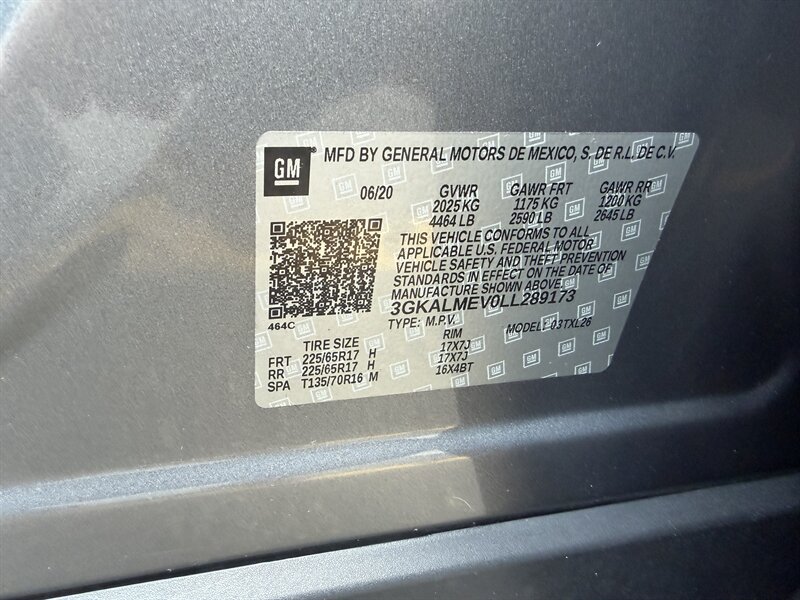 GM
MFD BY GENERAL MOTORS DE MEXICO, S. DE R.L. DE C.V.
06/20 GVWR GAWR FRT GAWR RR
2025 KG 1175 KG 1200 KG
4464 LB 2590 LB 2645 LB
THIS VEHICLE CONFORMS TO ALL
APPLICABLE U.S. FEDERAL MOTOR
VEHICLE SAFETY AND THEFT PREVENTION
STANDARDS IN EFFECT ON THE DATE OF
MANUFACTURE SHOWN ABOVE.
3GKALMEV0LL289173
464C
TYPE: M.P.V. MODEL: 03TXL26
TIRE SIZE RIM
FRT 225/65R17 H 17X7J
RR 225/65R17 H 17X7J
SPA T135/70R16 M 16X4BT